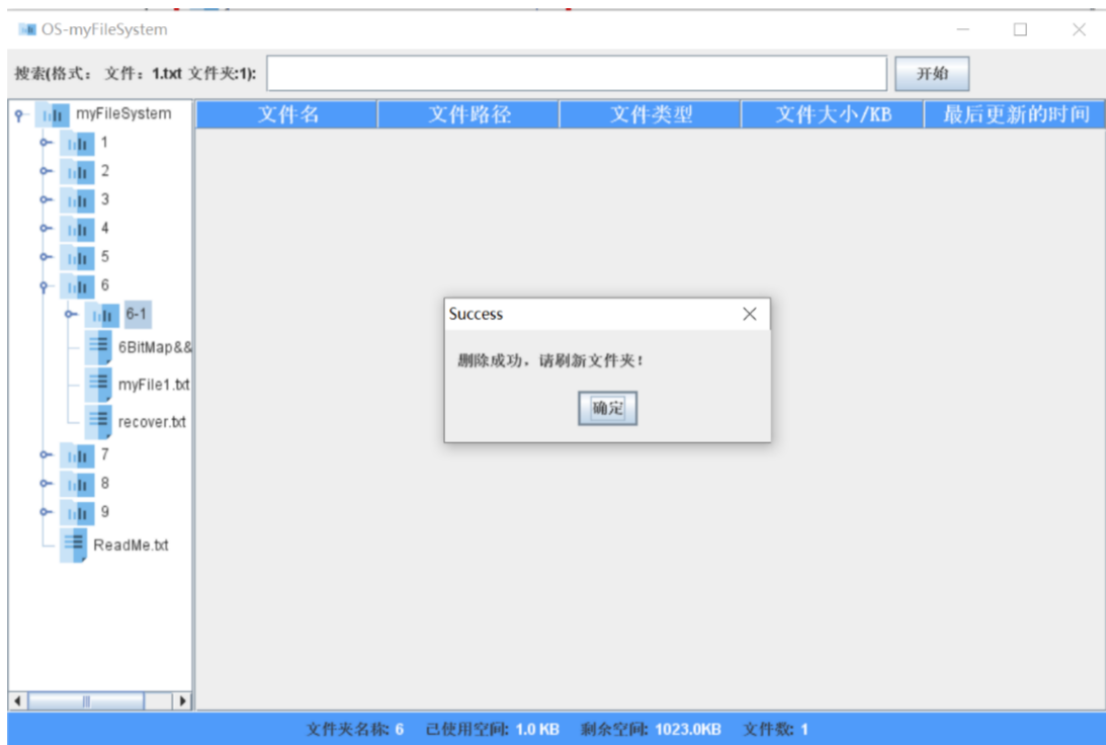 OS-myFileSystem
搜索(格式： 文件：1.txt 文件夹:1):
开始
文件名 文件路径 文件类型 文件大小/KB 最后更新的时间
myFileSystem
1
2
3
4
5
6
6-1
6BitMap&&
myFile1.txt
recover.txt
7
8
9
ReadMe.txt
Success
删除成功，请刷新文件夹！
确定
文件夹名称: 6 已使用空间: 1.0 KB 剩余空间: 1023.0KB 文件数: 1